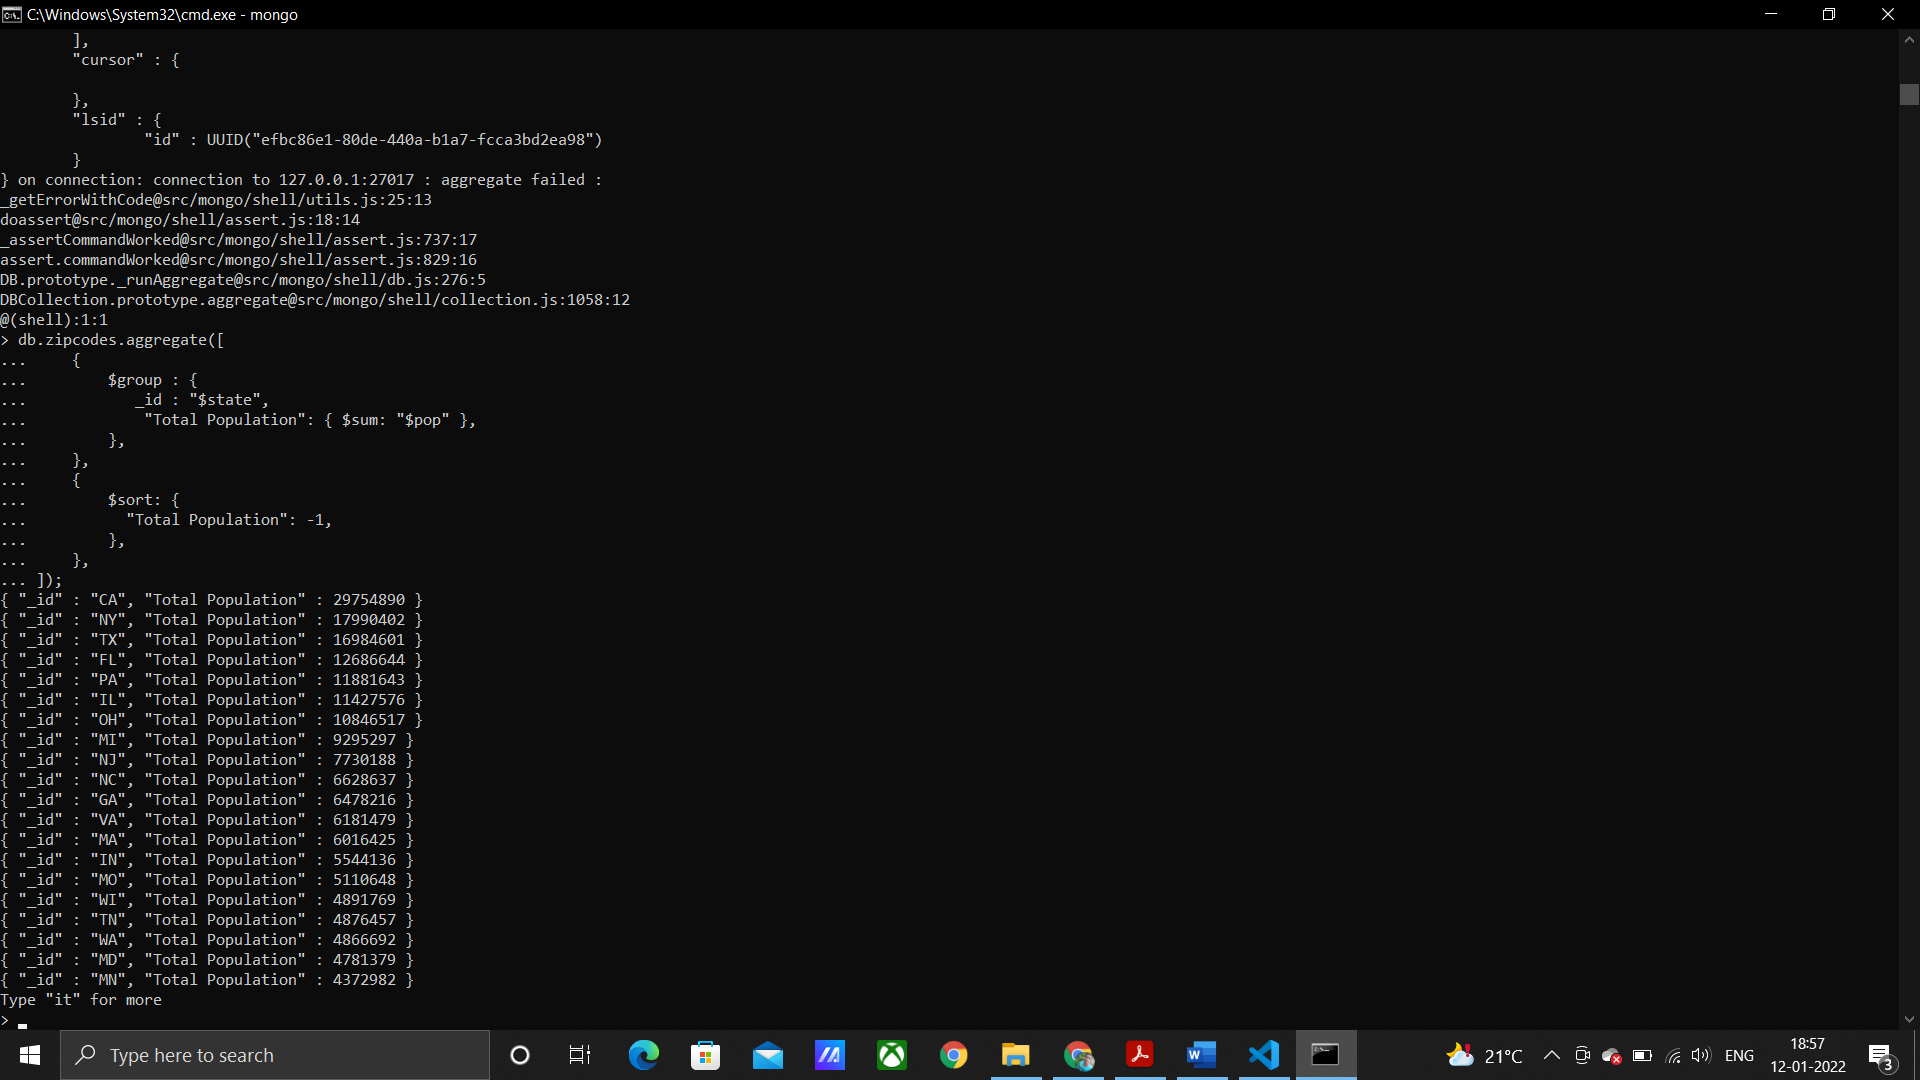 C:\Windows\System32\cmd.exe - mongo
        ],
        "cursor" : {

        },
        "lsid" : {
                "id" : UUID("efbc86e1-80de-440a-b1a7-fcca3bd2ea98")
        }
} on connection: connection to 127.0.0.1:27017 : aggregate failed :
_getErrorWithCode@src/mongo/shell/utils.js:25:13
doassert@src/mongo/shell/assert.js:18:14
_assertCommandWorked@src/mongo/shell/assert.js:737:17
assert.commandWorked@src/mongo/shell/assert.js:829:16
DB.prototype._runAggregate@src/mongo/shell/db.js:276:5
DBCollection.prototype.aggregate@src/mongo/shell/collection.js:1058:12
@(shell):1:1
> db.zipcodes.aggregate([
...     {
...         $group : {
...            _id : "$state",
...             "Total Population": { $sum: "$pop" },
...         },
...     },
...     {
...         $sort: {
...           "Total Population": -1,
...         },
...     },
... ]);
{ "_id" : "CA", "Total Population" : 29754890 }
{ "_id" : "NY", "Total Population" : 17990402 }
{ "_id" : "TX", "Total Population" : 16984601 }
{ "_id" : "FL", "Total Population" : 12686644 }
{ "_id" : "PA", "Total Population" : 11881643 }
{ "_id" : "IL", "Total Population" : 11427576 }
{ "_id" : "OH", "Total Population" : 10846517 }
{ "_id" : "MI", "Total Population" : 9295297 }
{ "_id" : "NJ", "Total Population" : 7730188 }
{ "_id" : "NC", "Total Population" : 6628637 }
{ "_id" : "GA", "Total Population" : 6478216 }
{ "_id" : "VA", "Total Population" : 6181479 }
{ "_id" : "MA", "Total Population" : 6016425 }
{ "_id" : "IN", "Total Population" : 5544136 }
{ "_id" : "MO", "Total Population" : 5110648 }
{ "_id" : "WI", "Total Population" : 4891769 }
{ "_id" : "TN", "Total Population" : 4876457 }
{ "_id" : "WA", "Total Population" : 4866692 }
{ "_id" : "MD", "Total Population" : 4781379 }
{ "_id" : "MN", "Total Population" : 4372982 }
Type "it" for more
>
Type here to search
21°C
ENG
18:57
12-01-2022
3